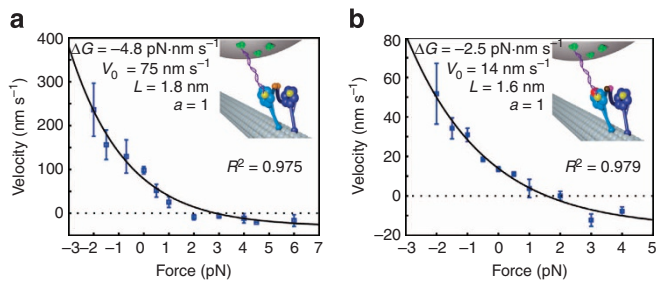 a
ΔG = −4.8 pN·nm s⁻¹
V₀ = 75 nm s⁻¹
L = 1.8 nm
a = 1
R² = 0.975
400
300
200
100
0
Velocity (nm s⁻¹)
−3 −2 −1 0 1 2 3 4 5 6 7
Force (pN)
b
ΔG = −2.5 pN·nm s⁻¹
V₀ = 14 nm s⁻¹
L = 1.6 nm
a = 1
R² = 0.979
80
60
40
20
0
−20
Velocity (nm s⁻¹)
−3 −2 −1 0 1 2 3 4 5
Force (pN)